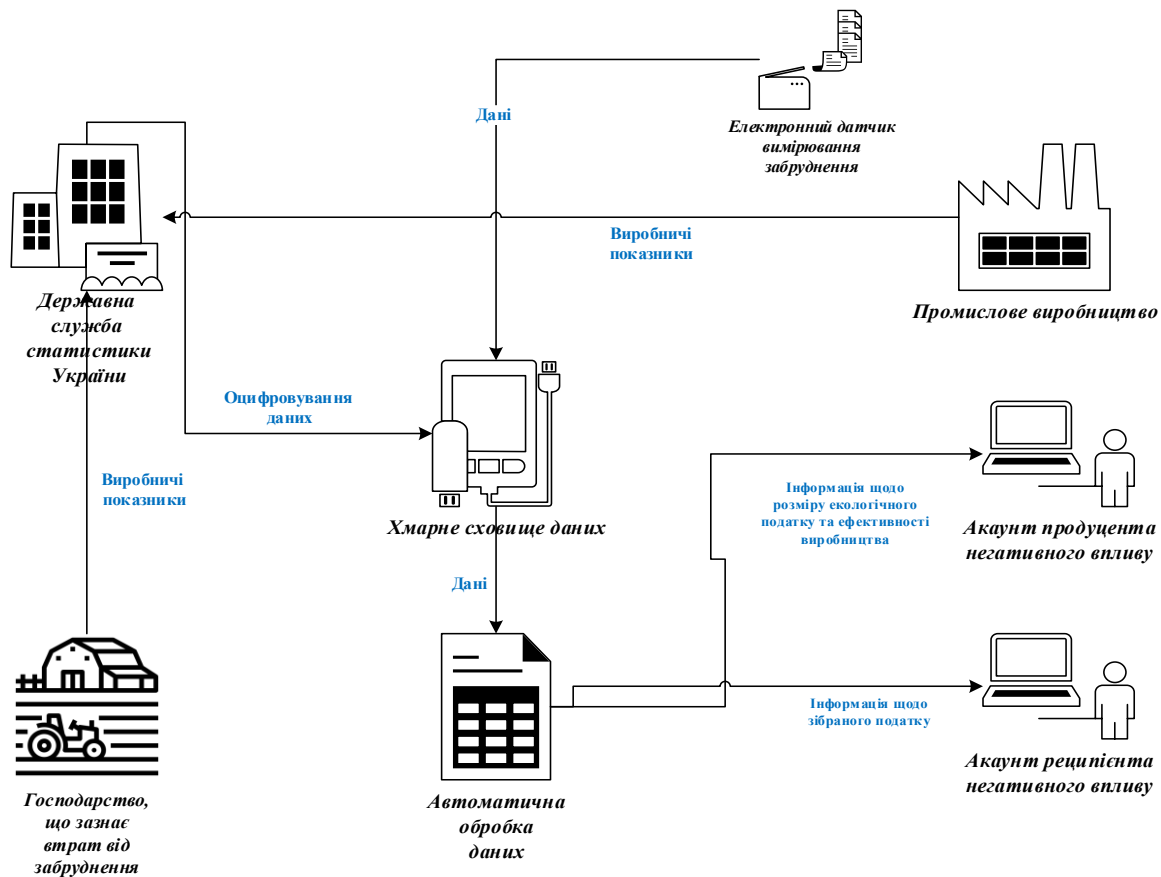 Дані
Електронний датчик
вимірювання
забруднення
Виробничі
показники
Державна
служба
статистики
України
Промислове виробництво
Оцифровування
даних
Виробничі
показники
Хмарне сховище даних
Інформація щодо
розміру екологічного
податку та ефективності
виробництва
Акаунт продуцента
негативного впливу
Дані
Інформація щодо
зібраного податку
Акаунт реципієнта
негативного впливу
Господарство,
що зазнає
втрат від
забруднення
Автоматична
обробка
даних